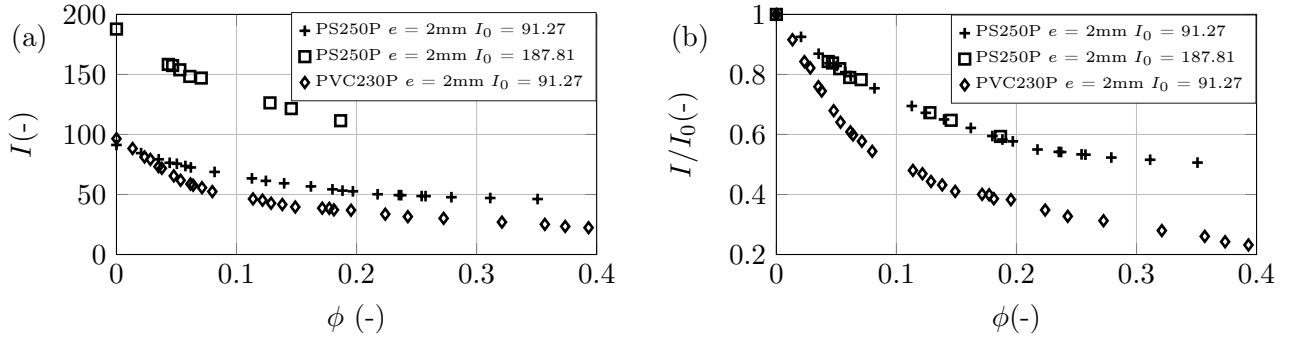 (a)
200
150
100
50
0
I(-)
0 0.1 0.2 0.3 0.4
ϕ (-)
PS250P e = 2mm I₀ = 91.27
PS250P e = 2mm I₀ = 187.81
PVC230P e = 2mm I₀ = 91.27
(b)
1
0.8
0.6
0.4
0.2
I/I₀(-)
0 0.1 0.2 0.3 0.4
ϕ(-)
PS250P e = 2mm I₀ = 91.27
PS250P e = 2mm I₀ = 187.81
PVC230P e = 2mm I₀ = 91.27